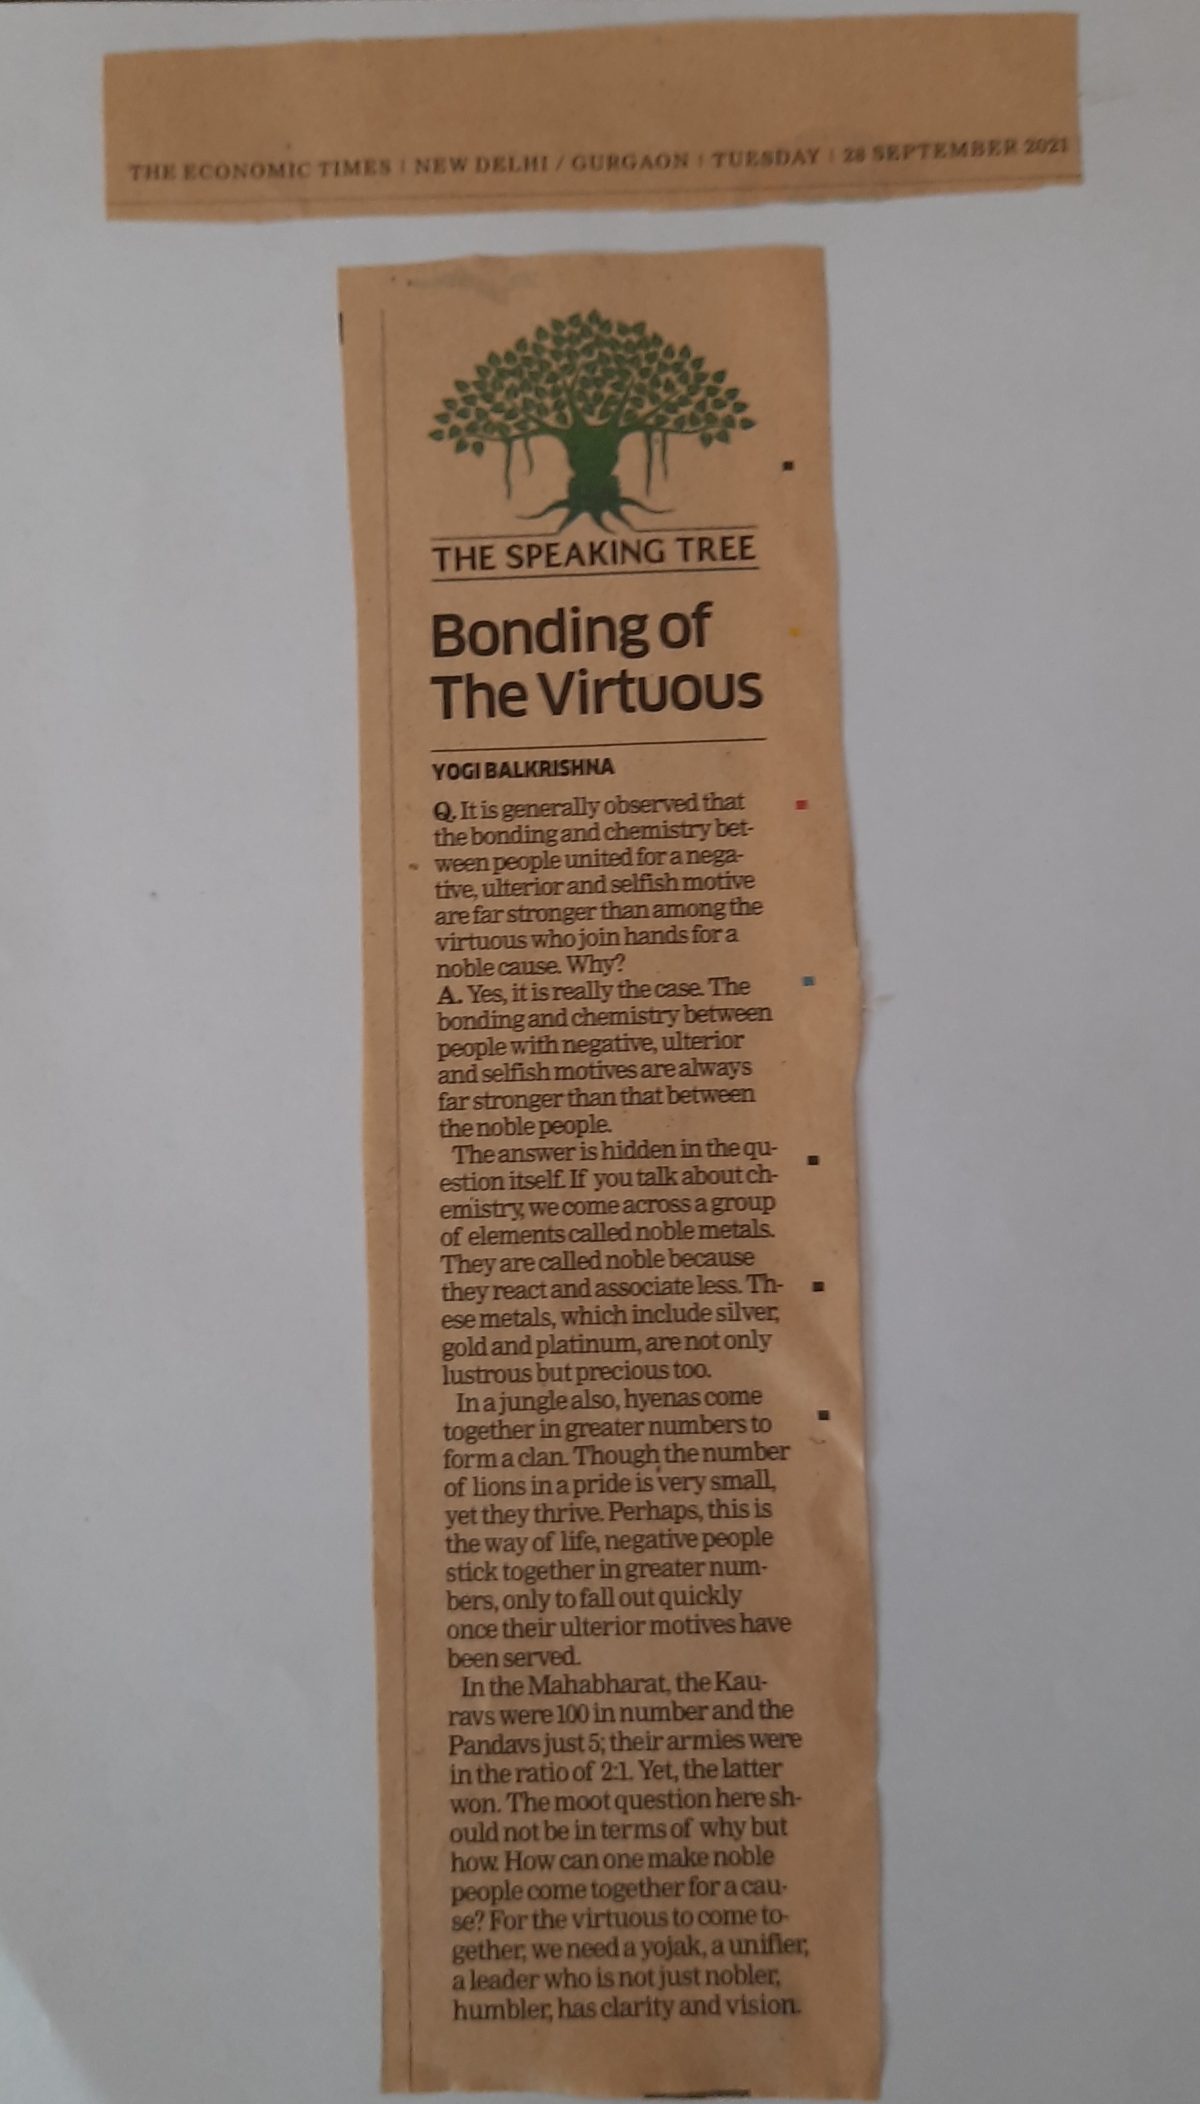 THE ECONOMIC TIMES | NEW DELHI / GURGAON | TUESDAY | 28 SEPTEMBER 2021
THE SPEAKING TREE
Bonding of
The Virtuous
YOGI BALKRISHNA
Q. It is generally observed that
the bonding and chemistry bet-
ween people united for a nega-
tive, ulterior and selfish motive
are far stronger than among the
virtuous who join hands for a
noble cause. Why?
A. Yes, it is really the case. The
bonding and chemistry between
people with negative, ulterior
and selfish motives are always
far stronger than that between
the noble people.
The answer is hidden in the qu-
estion itself. If you talk about ch-
emistry, we come across a group
of elements called noble metals.
They are called noble because
they react and associate less. Th-
ese metals, which include silver,
gold and platinum, are not only
lustrous but precious too.
In a jungle also, hyenas come
together in greater numbers to
form a clan. Though the number
of lions in a pride is very small,
yet they thrive. Perhaps, this is
the way of life, negative people
stick together in greater num-
bers, only to fall out quickly
once their ulterior motives have
been served.
In the Mahabharat, the Kau-
ravs were 100 in number and the
Pandavs just 5; their armies were
in the ratio of 2:1. Yet, the latter
won. The moot question here sh-
ould not be in terms of why but
how. How can one make noble
people come together for a cau-
se? For the virtuous to come to-
gether, we need a yojak, a unifier,
a leader who is not just nobler,
humbler, has clarity and vision.